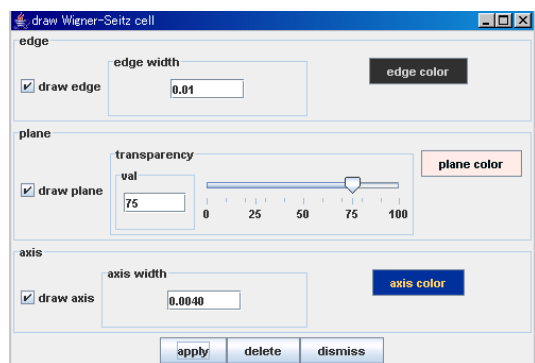 draw Wigner-Seitz cell
edge
draw edge
edge width
0.01
edge color
plane
draw plane
transparency
val
75
0 25 50 75 100
plane color
axis
draw axis
axis width
0.0040
axis color
apply delete dismiss